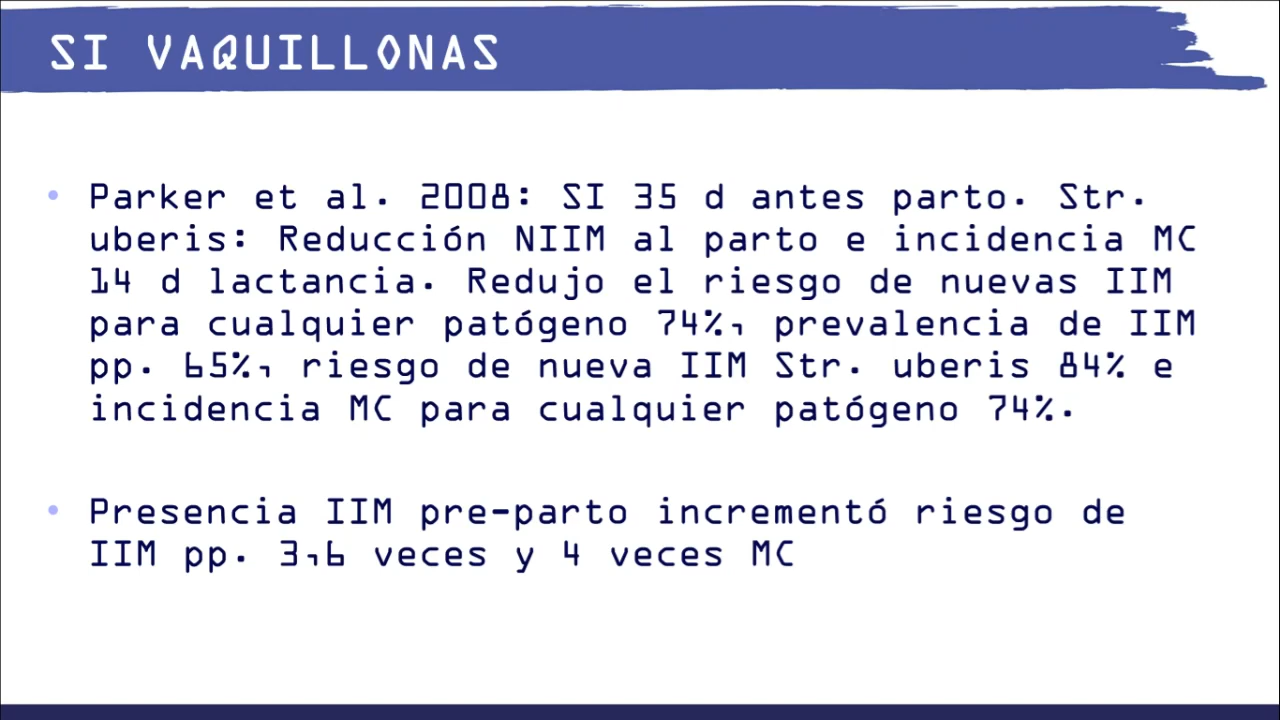 SI VAQUILLONAS
• Parker et al. 2008: SI 35 d antes parto. Str.
uberis: Reducción NIIM al parto e incidencia MC
14 d lactancia. Redujo el riesgo de nuevas IIM
para cualquier patógeno 74%, prevalencia de IIM
pp. 65%, riesgo de nueva IIM Str. uberis 84% e
incidencia MC para cualquier patógeno 74%.
• Presencia IIM pre-parto incrementó riesgo de
IIM pp. 3,6 veces y 4 veces MC